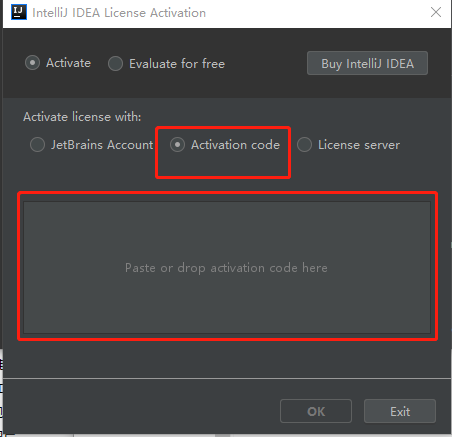 IJ
IntelliJ IDEA License Activation
Activate
Evaluate for free
Buy IntelliJ IDEA
Activate license with:
JetBrains Account
Activation code
License server
Paste or drop activation code here
OK
Exit